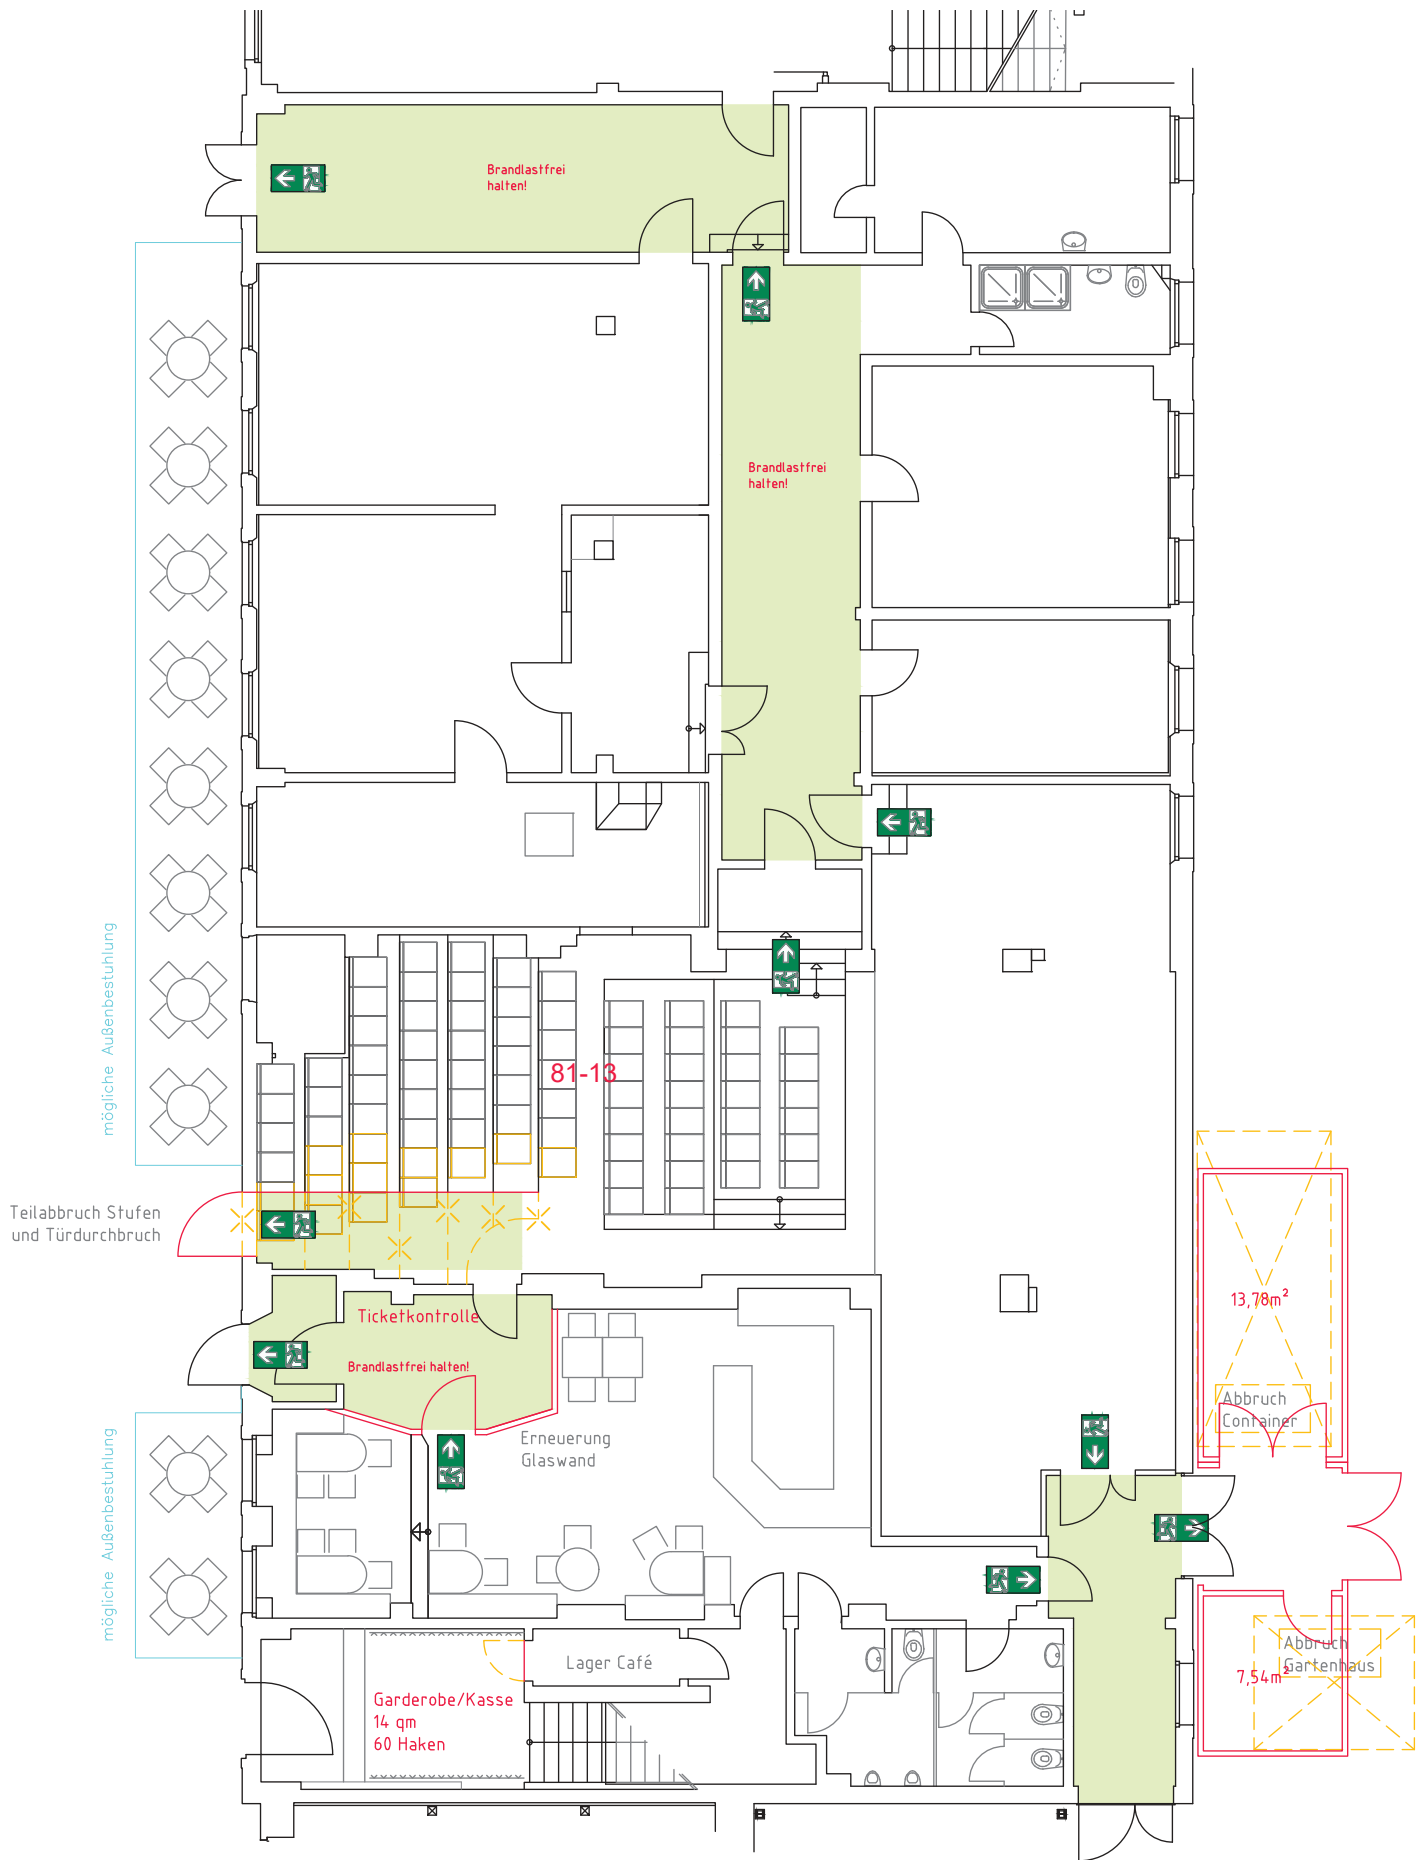 Brandlastfrei
halten!
Brandlastfrei
halten!
mögliche Außenbestuhlung
81-13
Teilabbruch Stufen
und Türdurchbruch
Ticketkontrolle
Brandlastfrei halten!
13,78m²
Abbruch
Container
Erneuerung
Glaswand
mögliche Außenbestuhlung
Lager Café
Abbruch
Gartenhaus
7,54m²
Garderobe/Kasse
14 qm
60 Haken